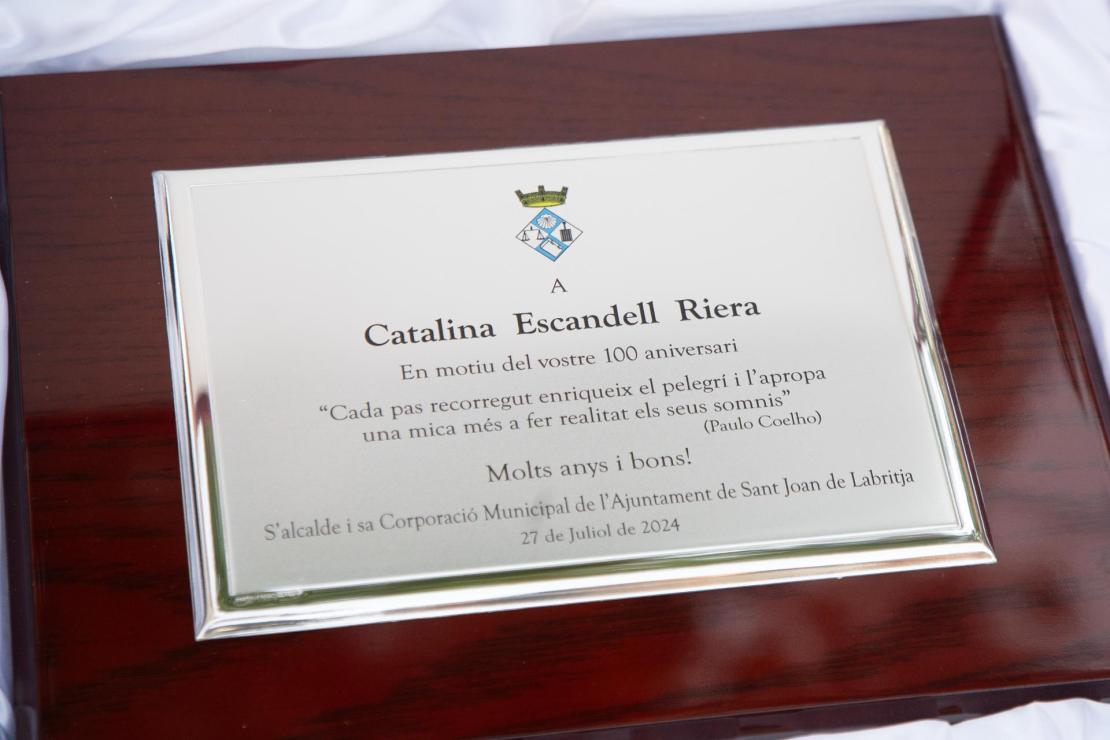 A
Catalina Escandell Riera
En motiu del vostre 100 aniversari
“Cada pas recorregut enriqueix el pelegrí i l’apropa
una mica més a fer realitat els seus somnis”
(Paulo Coelho)
Molts anys i bons!
S’alcalde i sa Corporació Municipal de l’Ajuntament de Sant Joan de Labritja
27 de Juliol de 2024